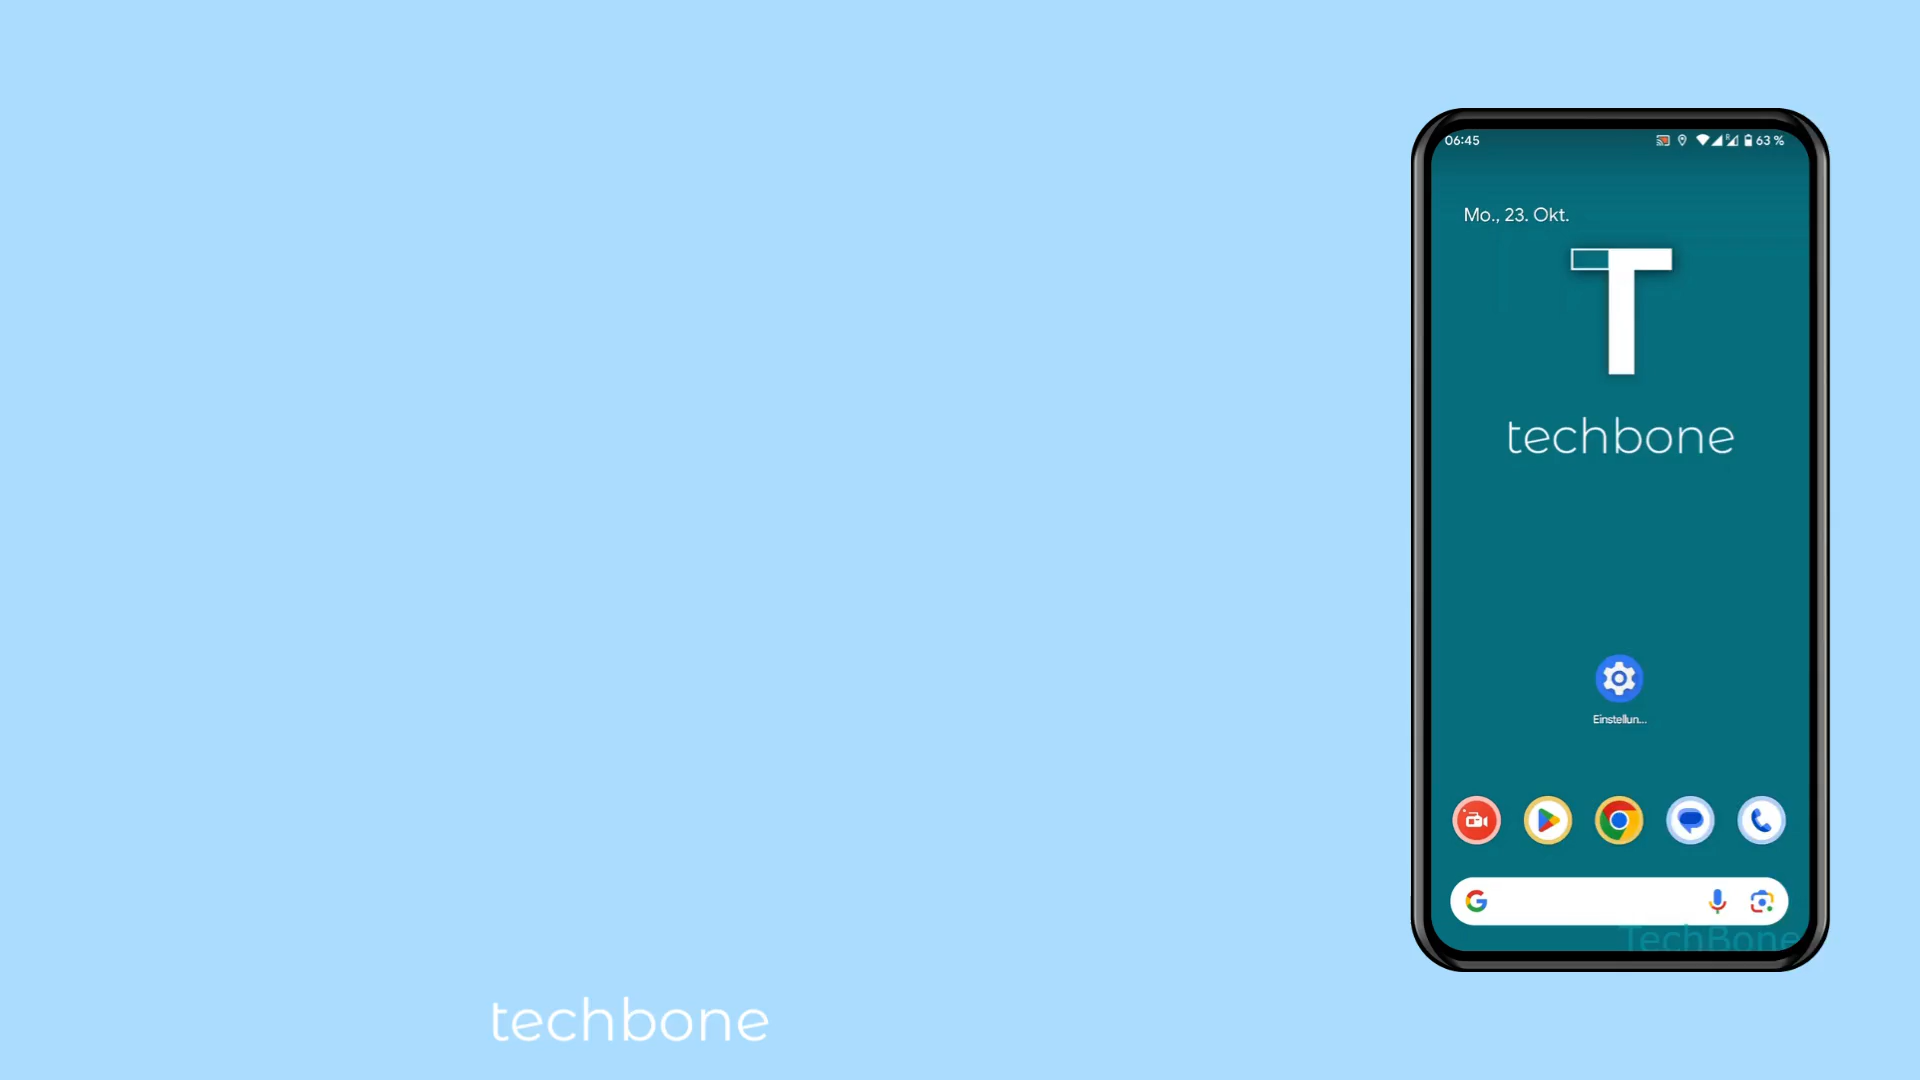 06:45 63 %
Mo., 23. Okt.
T
techbone
Einstellun...
G
TechBone
techbone